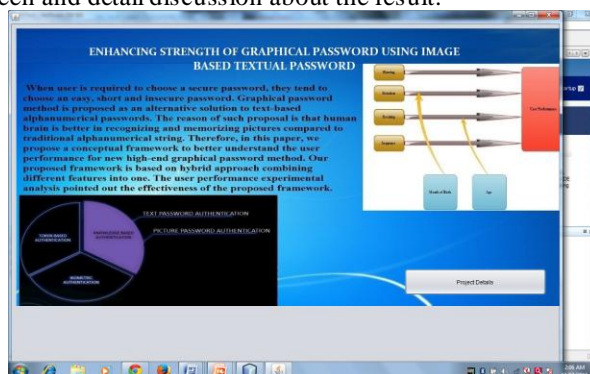 een and detail discussion about the result.
ENHANCING STRENGTH OF GRAPHICAL PASSWORD USING IMAGE
BASED TEXTUAL PASSWORD
When user is required to choose a secure password, they tend to
choose an easy, short and insecure password. Graphical password
method is proposed as an alternative solution to text-based
alphanumerical passwords. The reason of such proposal is that human
brain is better in recognizing and memorizing pictures compared to
traditional alphanumerical string. Therefore, in this paper, we
propose a conceptual framework to better understand the user
performance for new high-end graphical password method. Our
proposed framework is based on hybrid approach combining
different features into one. The user performance experimental
analysis pointed out the effectiveness of the proposed framework.
User Performance
Month of Birth
Age
TEXT PASSWORD AUTHENTICATION
PICTURE PASSWORD AUTHENTICATION
TOKEN BASED
AUTHENTICATION
KNOWLEDGE BASED
AUTHENTICATION
BIOMETRIC
AUTHENTICATION
Project Details
2:06 AM